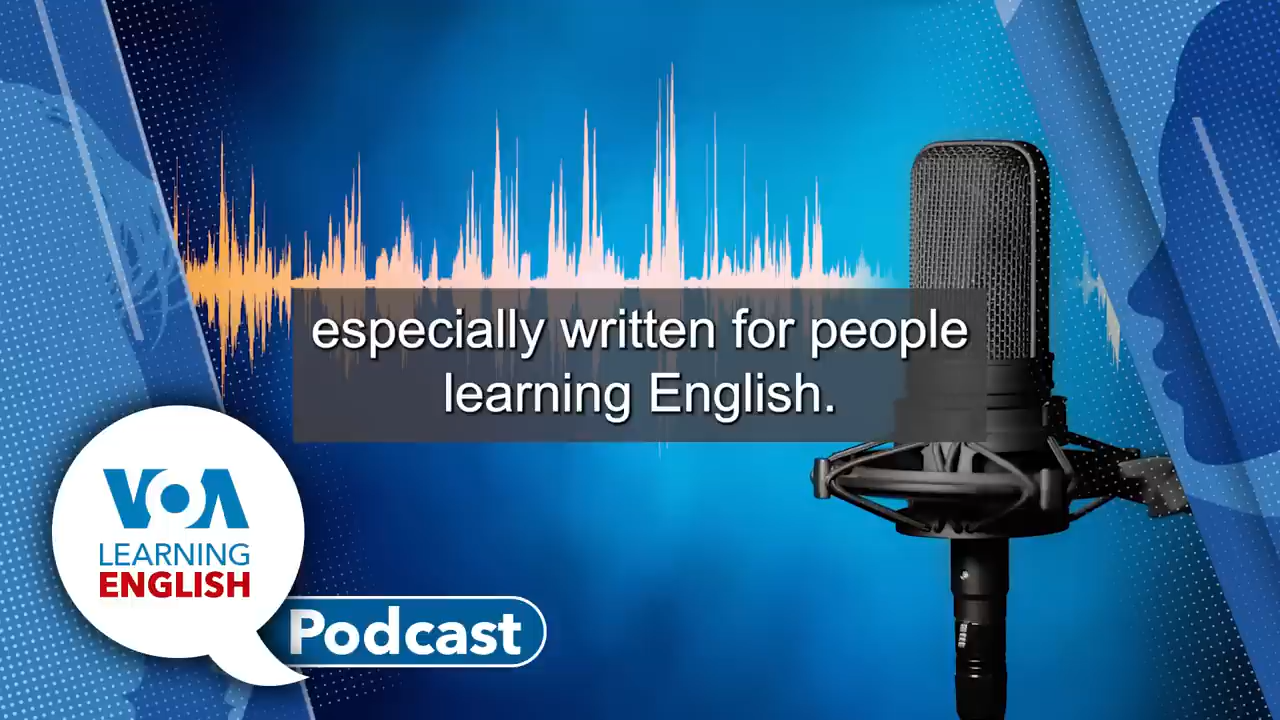 especially written for people
learning English.
VOA
LEARNING
ENGLISH
Podcast